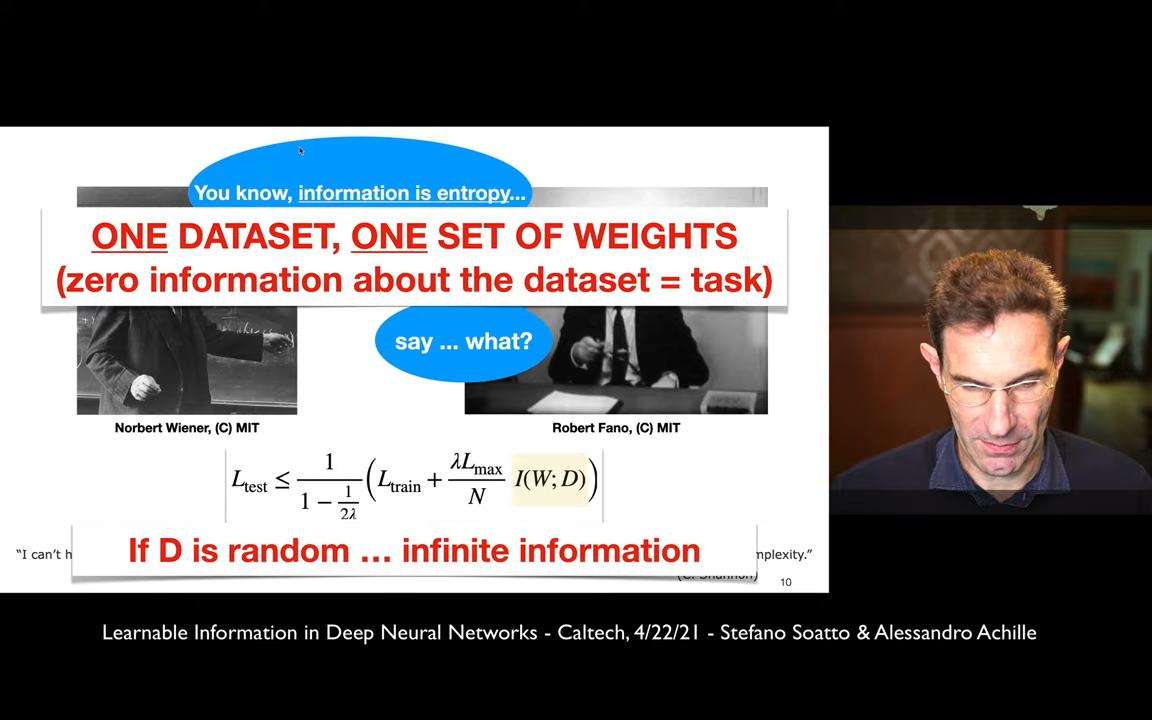 You know, information is entropy...
ONE DATASET, ONE SET OF WEIGHTS
(zero information about the dataset = task)
say ... what?
Norbert Wiener, (C) MIT
Robert Fano, (C) MIT
L_test ≤ 1/(1 − 1/(2λ)) (L_train + (λL_max/N) I(W; D))
If D is random ... infinite information
"I can't h
mplexity."
(C. Shannon)
10
Learnable Information in Deep Neural Networks - Caltech, 4/22/21 - Stefano Soatto & Alessandro Achille